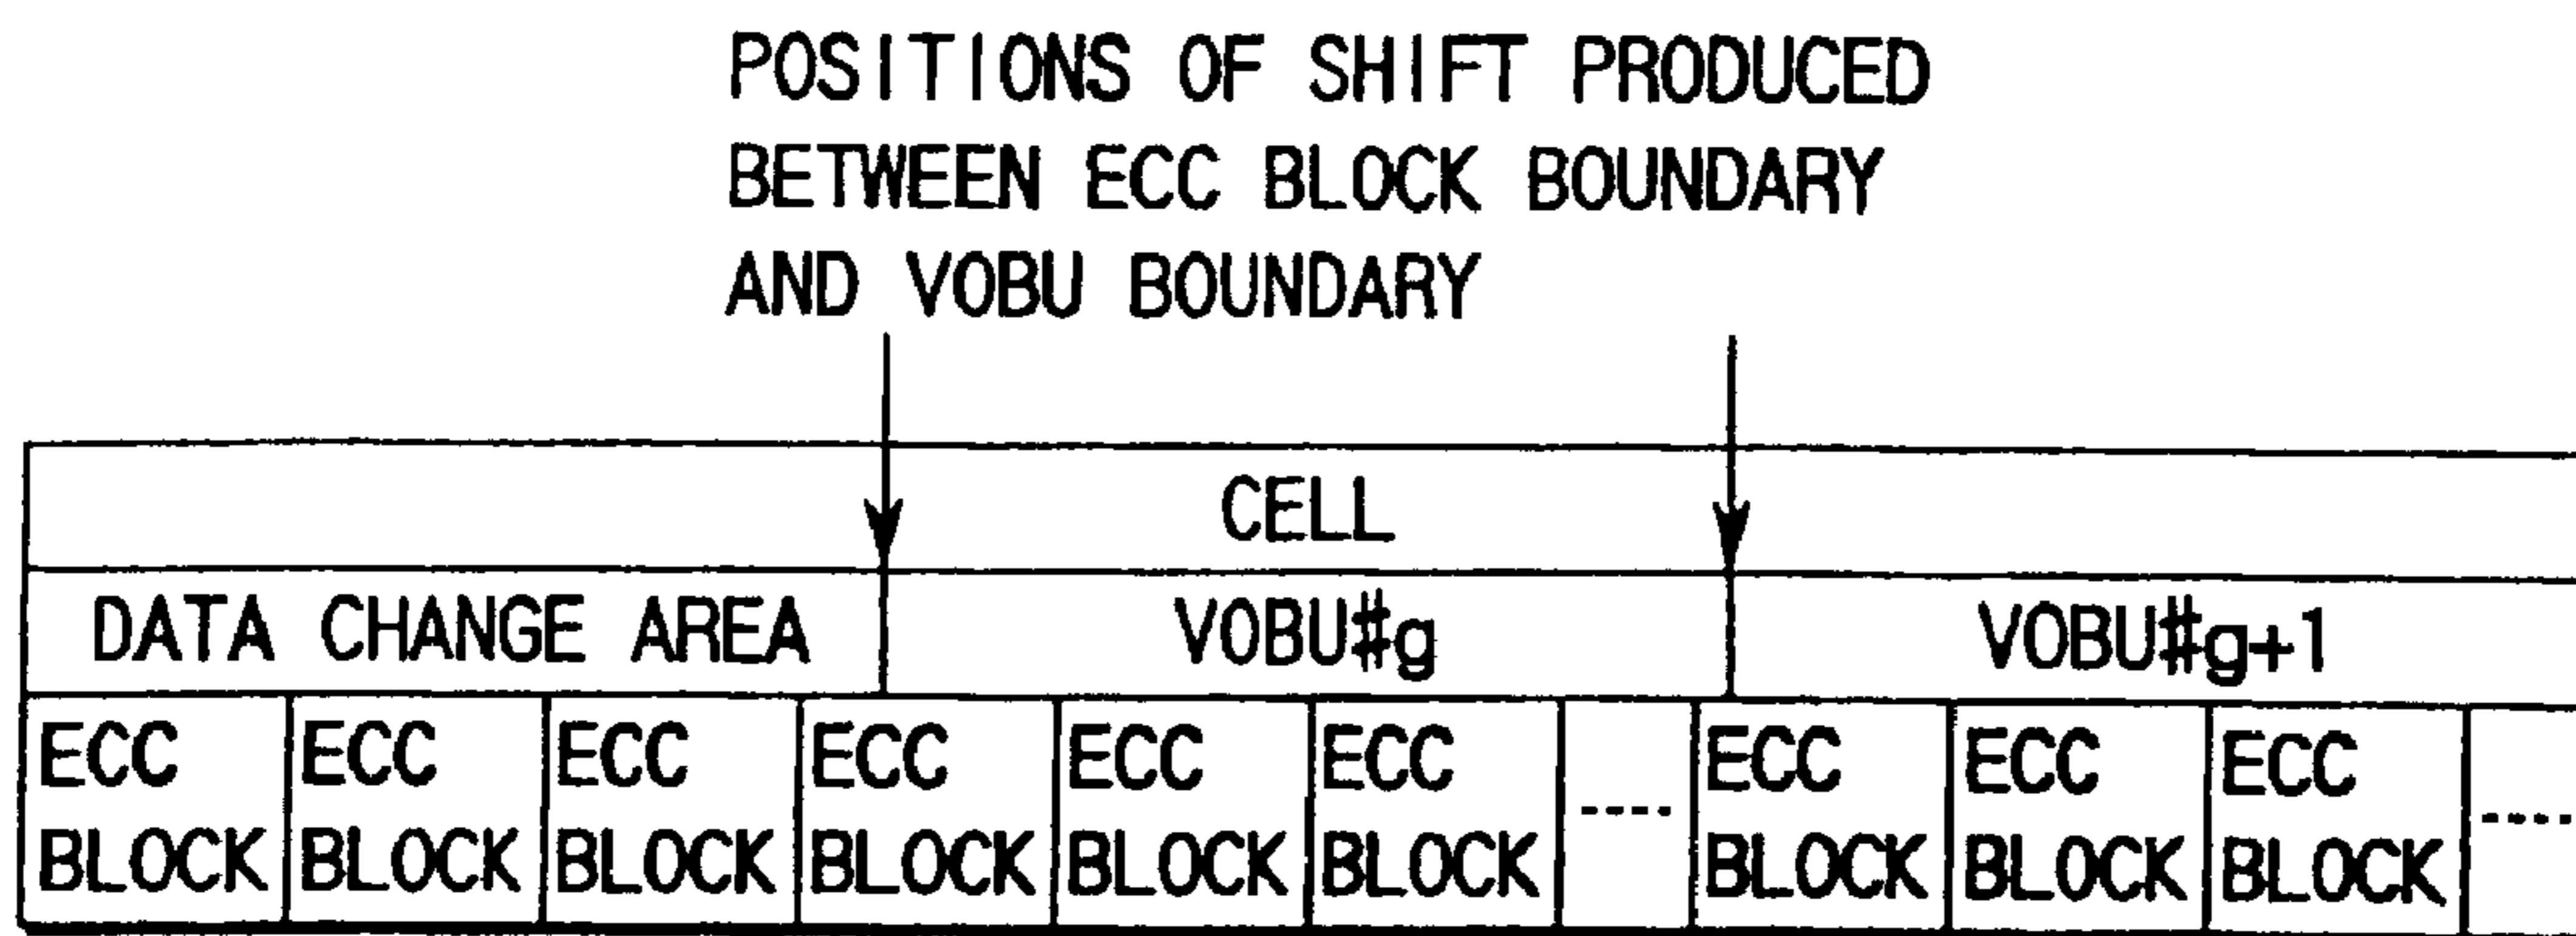 POSITIONS OF SHIFT PRODUCED
BETWEEN ECC BLOCK BOUNDARY
AND VOBU BOUNDARY
CELL
DATA CHANGE AREA VOBU#g VOBU#g+1
ECC ECC ECC ECC ECC ECC ---- ECC ECC ECC ----
BLOCK BLOCK BLOCK BLOCK BLOCK BLOCK BLOCK BLOCK BLOCK